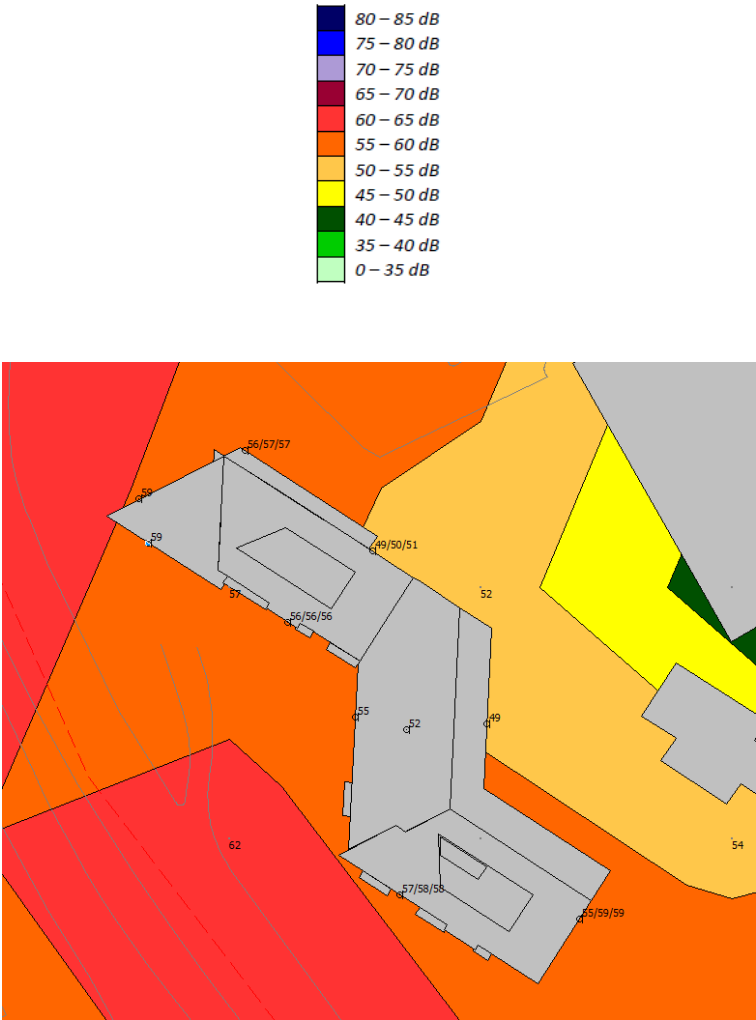 80 – 85 dB
75 – 80 dB
70 – 75 dB
65 – 70 dB
60 – 65 dB
55 – 60 dB
50 – 55 dB
45 – 50 dB
40 – 45 dB
35 – 40 dB
0 – 35 dB
56/57/57
59
59
49/50/51
57
52
56/56/56
55
52
49
62
54
57/58/58
55/59/59